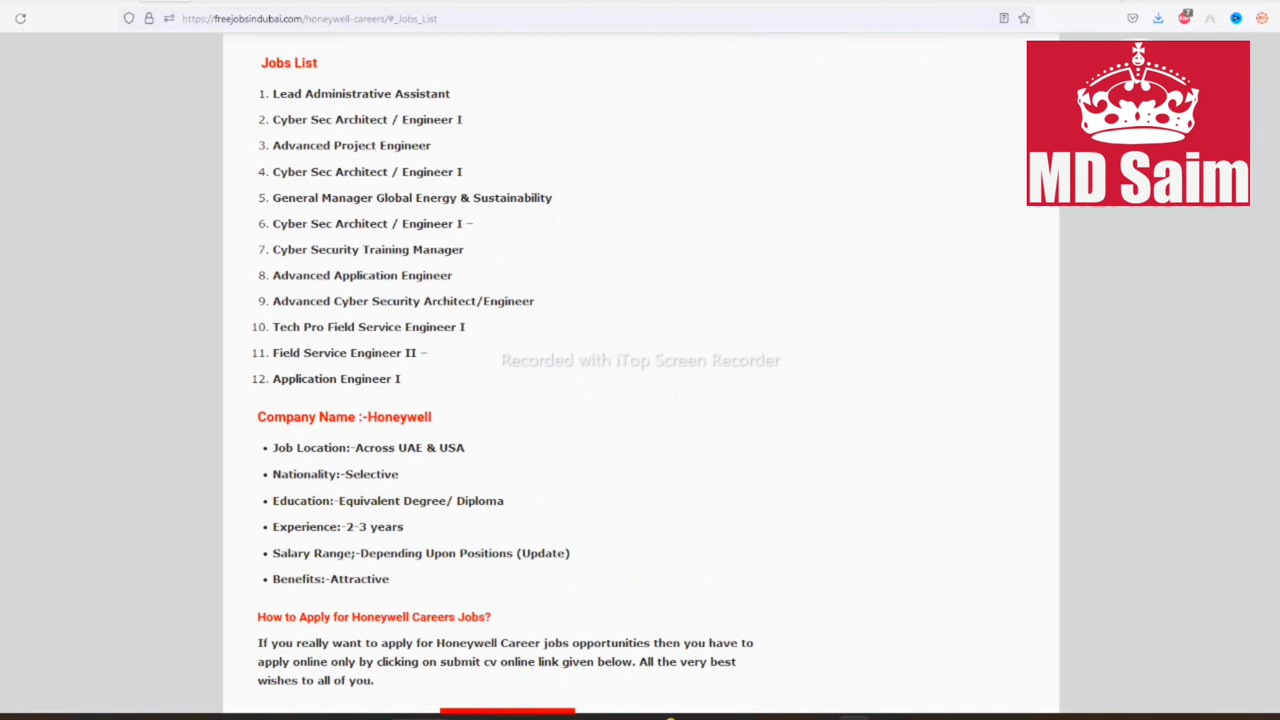 https://freejobsindubai.com/honeywell-careers/#_Jobs_List
7
MD Saim
Jobs List
1. Lead Administrative Assistant
2. Cyber Sec Architect / Engineer I
3. Advanced Project Engineer
4. Cyber Sec Architect / Engineer I
5. General Manager Global Energy & Sustainability
6. Cyber Sec Architect / Engineer I –
7. Cyber Security Training Manager
8. Advanced Application Engineer
9. Advanced Cyber Security Architect/Engineer
10. Tech Pro Field Service Engineer I
11. Field Service Engineer II –
12. Application Engineer I
Recorded with iTop Screen Recorder
Company Name :-Honeywell
• Job Location:-Across UAE & USA
• Nationality:-Selective
• Education:-Equivalent Degree/ Diploma
• Experience:-2-3 years
• Salary Range;-Depending Upon Positions (Update)
• Benefits:-Attractive
How to Apply for Honeywell Careers Jobs?
If you really want to apply for Honeywell Career jobs opportunities then you have to
apply online only by clicking on submit cv online link given below. All the very best
wishes to all of you.